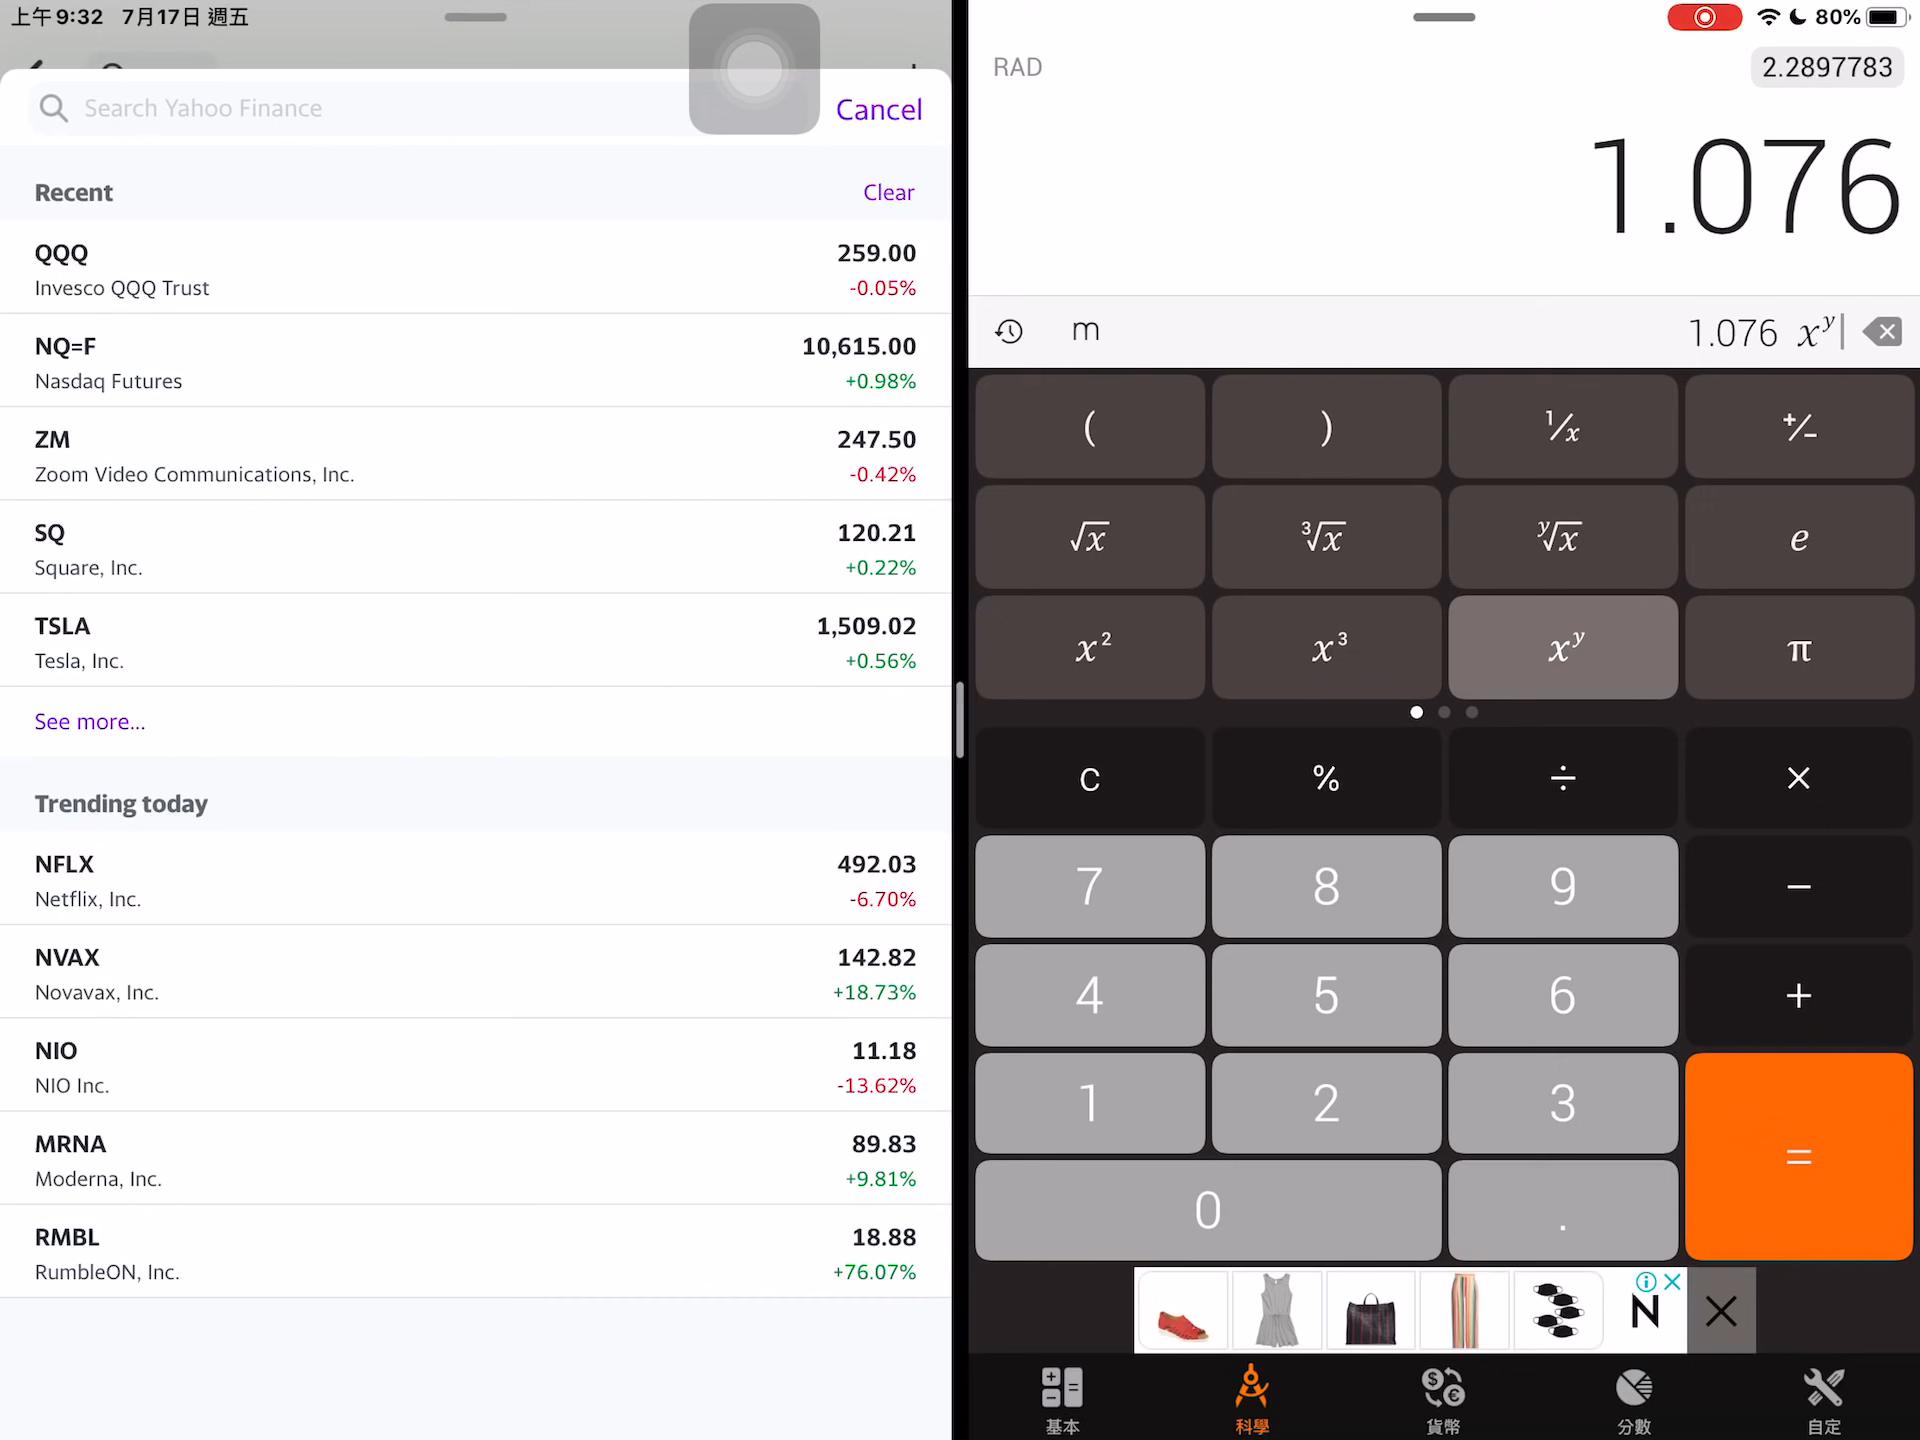 上午9:32 7月17日 週五
Search Yahoo Finance
Cancel
Recent
Clear
QQQ 259.00
Invesco QQQ Trust -0.05%
NQ=F 10,615.00
Nasdaq Futures +0.98%
ZM 247.50
Zoom Video Communications, Inc. -0.42%
SQ 120.21
Square, Inc. +0.22%
TSLA 1,509.02
Tesla, Inc. +0.56%
See more...
Trending today
NFLX 492.03
Netflix, Inc. -6.70%
NVAX 142.82
Novavax, Inc. +18.73%
NIO 11.18
NIO Inc. -13.62%
MRNA 89.83
Moderna, Inc. +9.81%
RMBL 18.88
RumbleON, Inc. +76.07%
80%
RAD 2.2897783
1.076
m 1.076 xʸ
( ) ¹/x +/−
√x ³√x ʸ√x e
x² x³ xʸ π
c % ÷ ×
7 8 9 −
4 5 6 +
1 2 3 =
0 .
N
基本 科學 貨幣 分數 自定